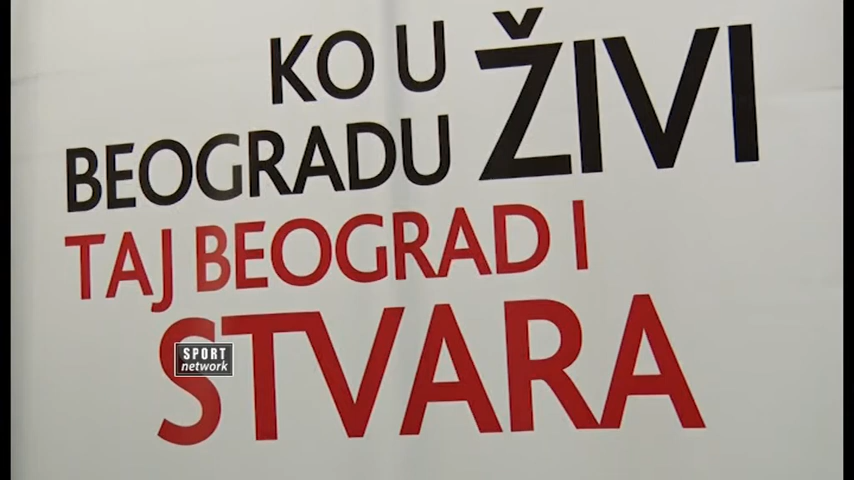 KO U ŽIVI
BEOGRADU
TAJ BEOGRAD I
STVARA
SPORT
network